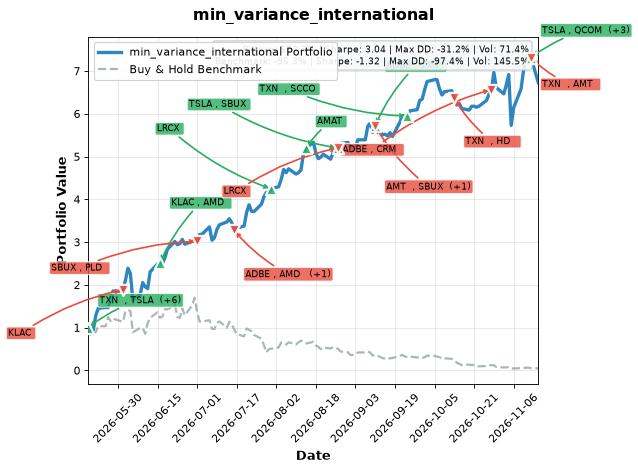 min_variance_international
TSLA, QCOM (+3)
min_variance_international Portfolio
Sharpe: 3.04 | Max DD: -31.2% | Vol: 71.4%
Buy & Hold Benchmark
Sharpe: -1.32 | Max DD: -97.4% | Vol: 145.5%
TXN , AMT
TXN , SCCO
TSLA , SBUX
AMAT
LRCX
ADBE , CRM
TXN , HD
LRCX
AMT , SBUX (+1)
KLAC , AMD
SBUX , PLD
ADBE , AMD (+1)
TXN , TSLA (+6)
KLAC
Portfolio Value
7
6
5
4
3
2
1
0
2026-05-30
2026-06-15
2026-07-01
2026-07-17
2026-08-02
2026-08-18
2026-09-03
2026-09-19
2026-10-05
2026-10-21
2026-11-06
Date